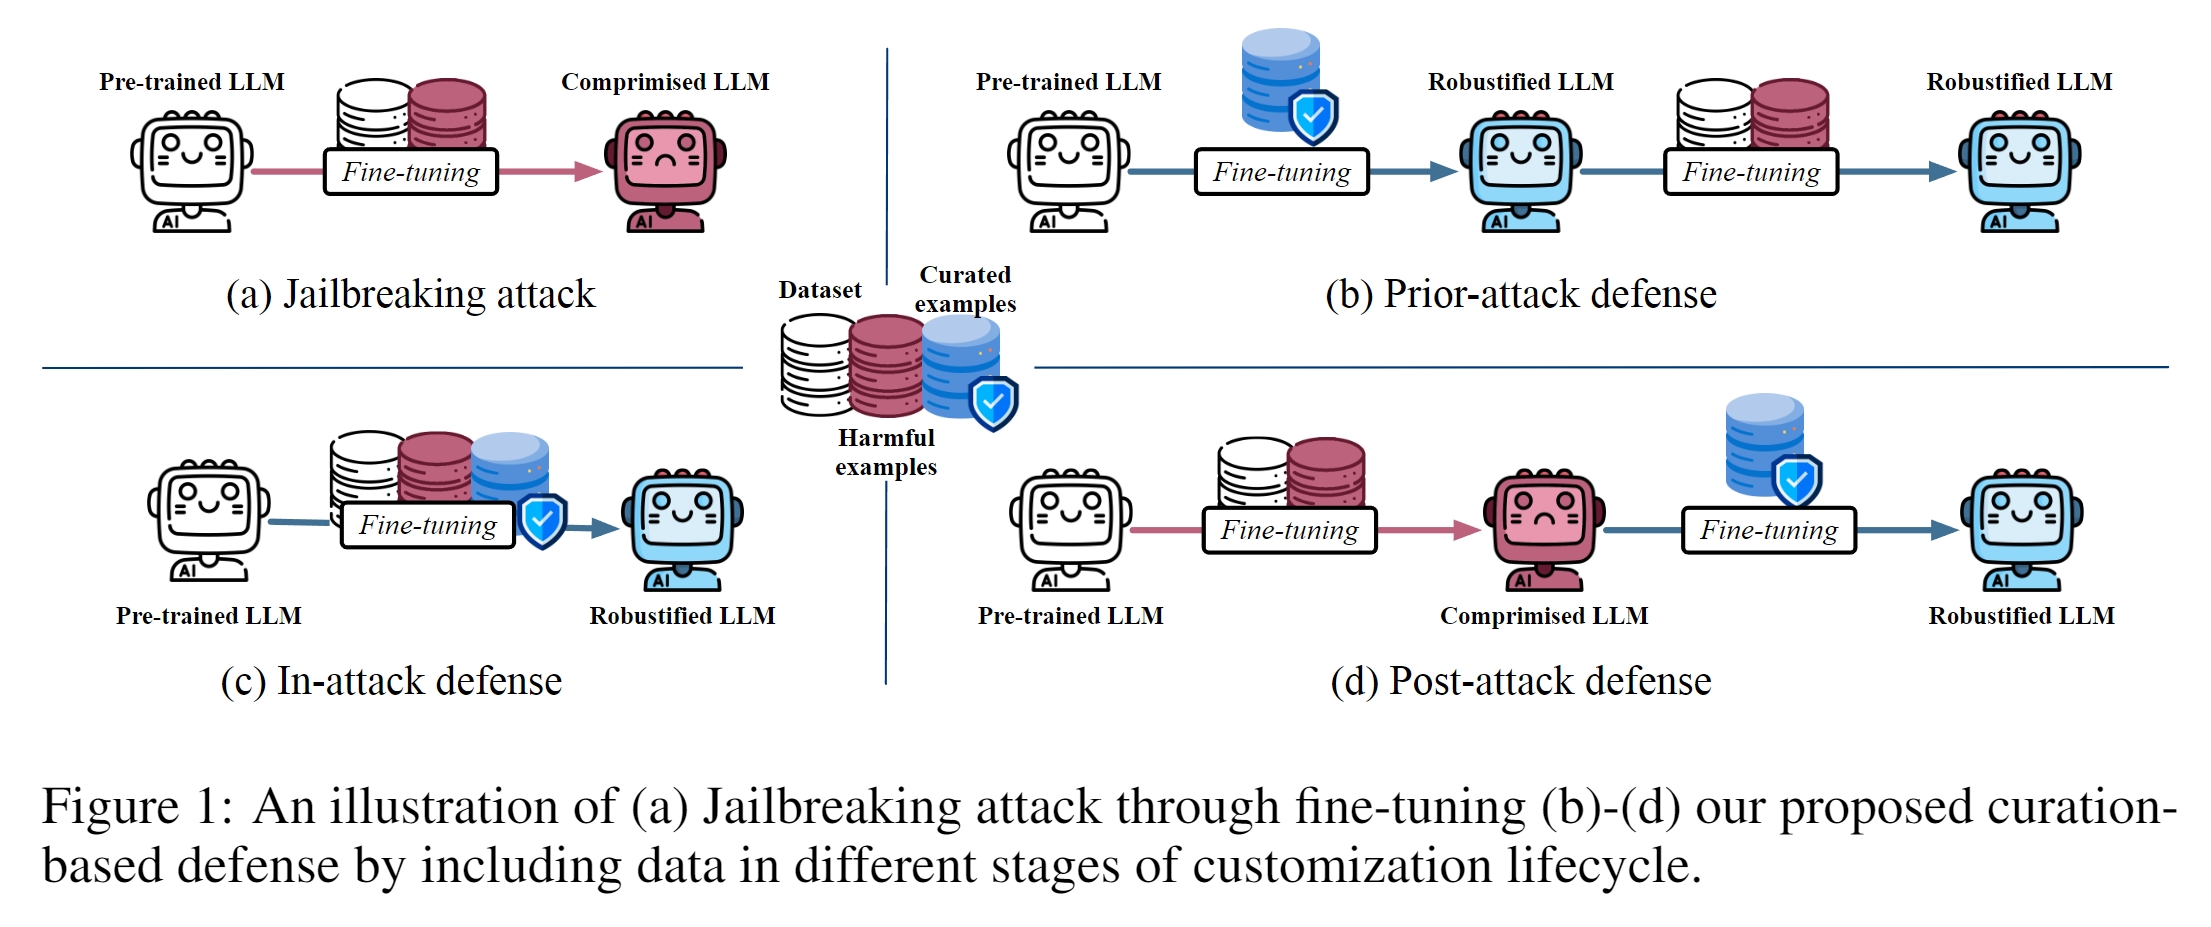 Pre-trained LLM
Comprimised LLM
Fine-tuning
AI
AI
(a) Jailbreaking attack
Pre-trained LLM
Robustified LLM
Robustified LLM
Fine-tuning
Fine-tuning
AI
AI
AI
(b) Prior-attack defense
Dataset
Curated
examples
Harmful
examples
Fine-tuning
AI
AI
Pre-trained LLM
Robustified LLM
(c) In-attack defense
Fine-tuning
Fine-tuning
AI
AI
AI
Pre-trained LLM
Comprimised LLM
Robustified LLM
(d) Post-attack defense
Figure 1: An illustration of (a) Jailbreaking attack through fine-tuning (b)-(d) our proposed curation-
based defense by including data in different stages of customization lifecycle.